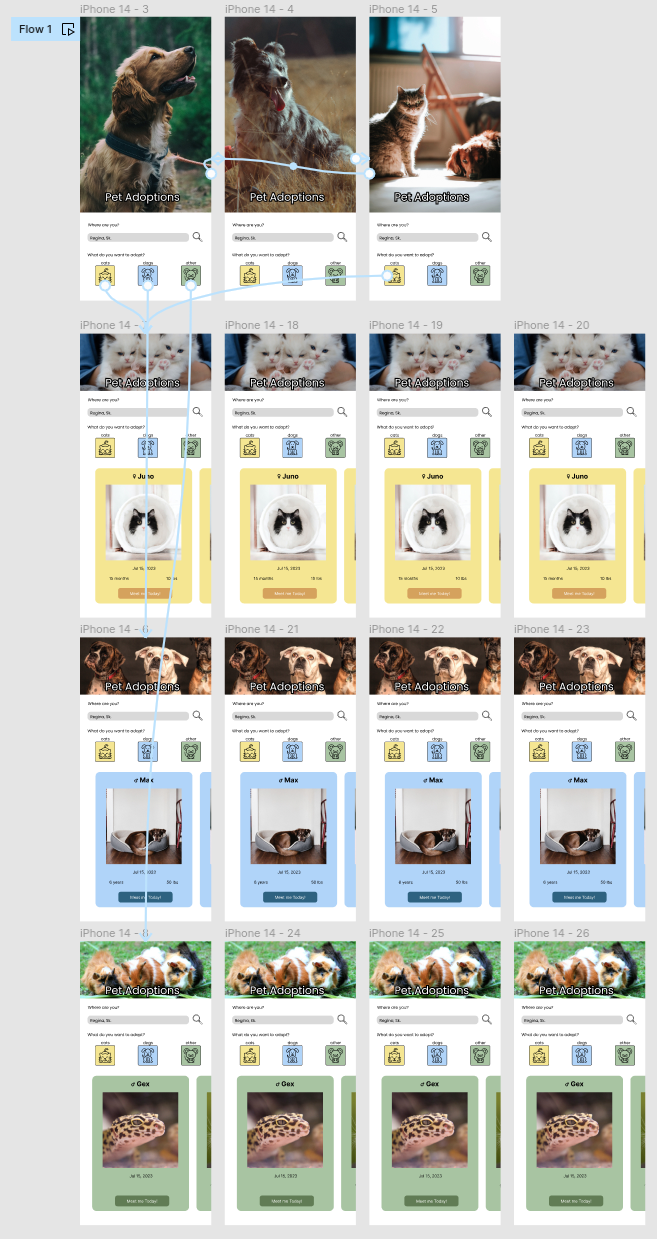 Flow 1
iPhone 14 - 3
iPhone 14 - 4
iPhone 14 - 5
Pet Adoptions
Pet Adoptions
Pet Adoptions
Where are you?
Where are you?
Where are you?
Regina, Sk.
Regina, Sk.
Regina, Sk.
What do you want to adopt?
What do you want to adopt?
What do you want to adopt?
cats dogs other
cats dogs other
cats dogs other
iPhone 14 -
iPhone 14 - 18
iPhone 14 - 19
iPhone 14 - 20
Pet Adoptions
Pet Adoptions
Pet Adoptions
Pet Adoptions
Where are you?
Where are you?
Where are you?
Where are you?
Regina, Sk.
Regina, Sk.
Regina, Sk.
Regina, Sk.
What do you want to adopt?
What do you want to adopt?
What do you want to adopt?
What do you want to adopt?
cats dogs other
cats dogs other
cats dogs other
cats dogs other
♀ Juno
♀ Juno
♀ Juno
♀ Juno
Jul 15, 2023
Jul 15, 2023
Jul 15, 2023
Jul 15, 2023
15 months 10 lbs
15 months 10 lbs
15 months 10 lbs
15 months 10 lbs
Meet me Today!
Meet me Today!
Meet me Today!
Meet me Today!
iPhone 14 - 6
iPhone 14 - 21
iPhone 14 - 22
iPhone 14 - 23
Pet Adoptions
Pet Adoptions
Pet Adoptions
Pet Adoptions
Where are you?
Where are you?
Where are you?
Where are you?
Regina, Sk.
Regina, Sk.
Regina, Sk.
Regina, Sk.
What do you want to adopt?
What do you want to adopt?
What do you want to adopt?
What do you want to adopt?
cats dogs other
cats dogs other
cats dogs other
cats dogs other
♂ Max
♂ Max
♂ Max
♂ Max
Jul 15, 2023
Jul 15, 2023
Jul 15, 2023
Jul 15, 2023
6 years 50 lbs
6 years 50 lbs
6 years 50 lbs
6 years 50 lbs
Meet me Today!
Meet me Today!
Meet me Today!
Meet me Today!
iPhone 14 - 8
iPhone 14 - 24
iPhone 14 - 25
iPhone 14 - 26
Pet Adoptions
Pet Adoptions
Pet Adoptions
Pet Adoptions
Where are you?
Where are you?
Where are you?
Where are you?
Regina, Sk.
Regina, Sk.
Regina, Sk.
Regina, Sk.
What do you want to adopt?
What do you want to adopt?
What do you want to adopt?
What do you want to adopt?
cats dogs other
cats dogs other
cats dogs other
cats dogs other
♂ Gex
♂ Gex
♂ Gex
♂ Gex
Jul 15, 2023
Jul 15, 2023
Jul 15, 2023
Jul 15, 2023
Meet me Today!
Meet me Today!
Meet me Today!
Meet me Today!